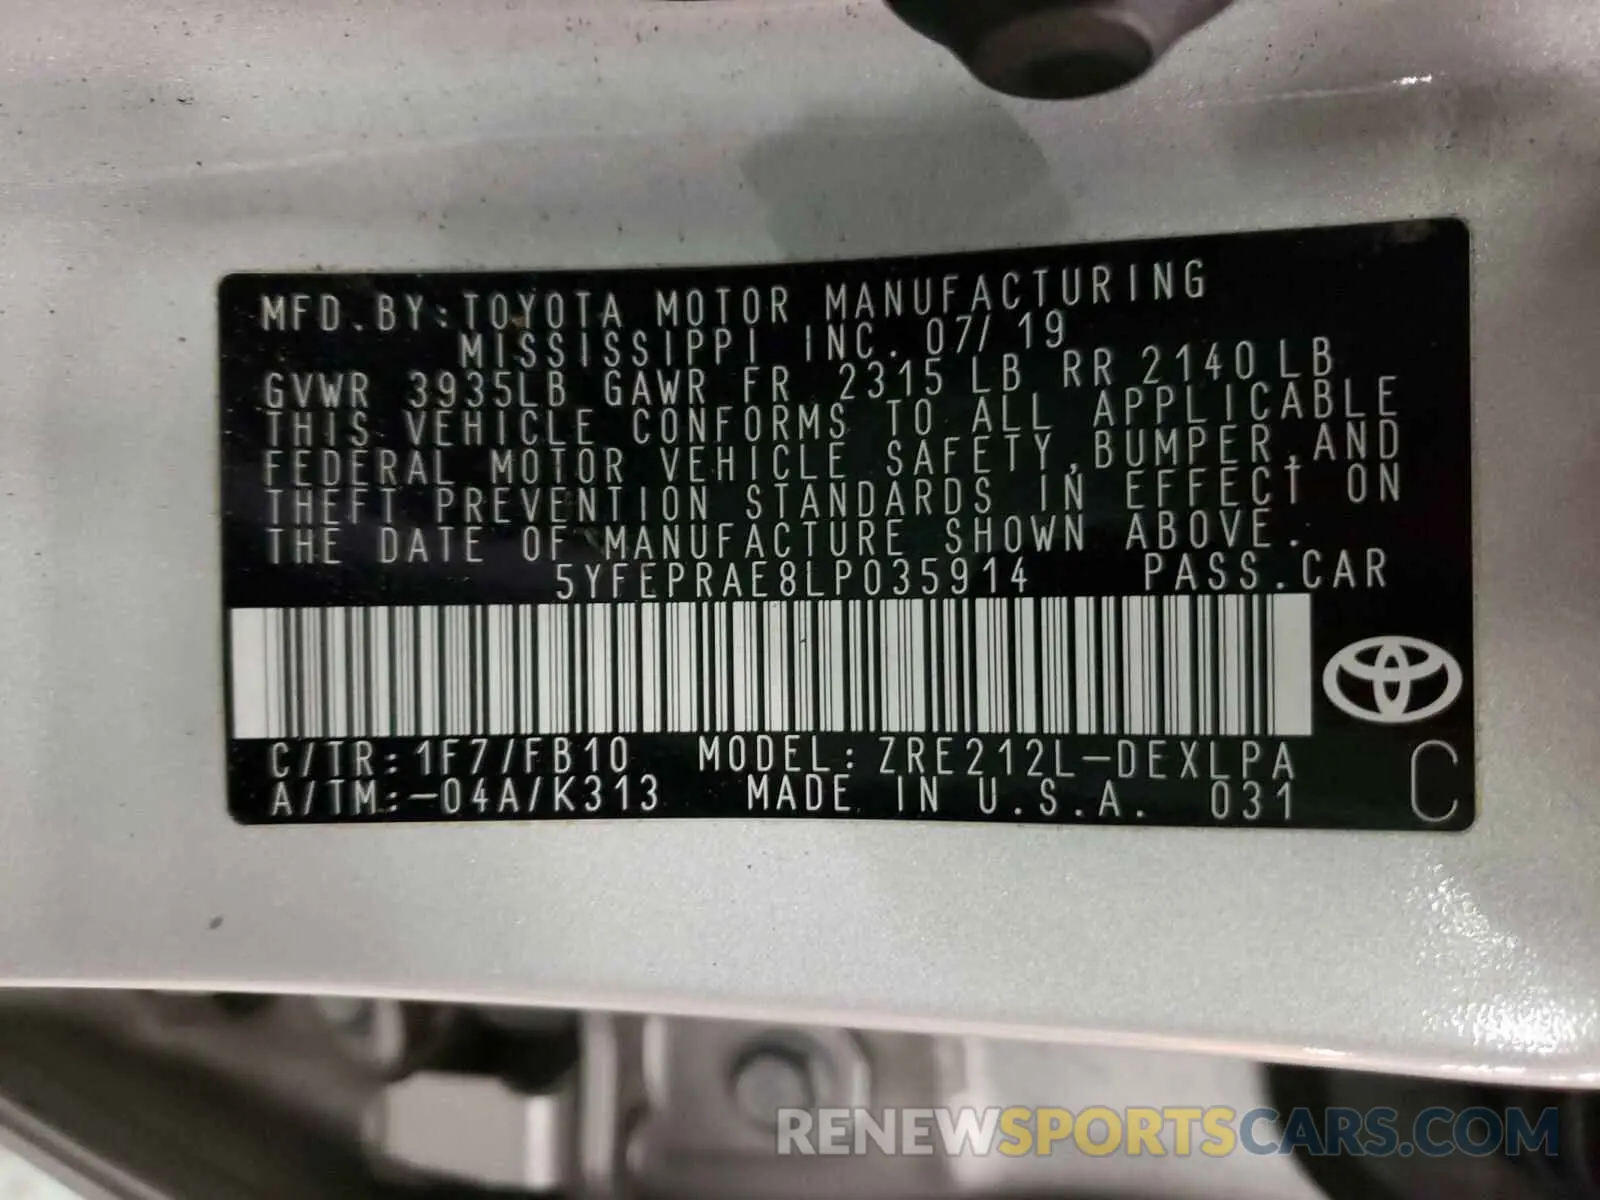 MFD.BY:TOYOTA MOTOR MANUFACTURING
MISSISSIPPI INC. 07/19
GVWR 3935LB GAWR FR 2315 LB RR 2140 LB
THIS VEHICLE CONFORMS TO ALL APPLICABLE
FEDERAL MOTOR VEHICLE SAFETY, BUMPER, AND
THEFT PREVENTION STANDARDS IN EFFECT ON
THE DATE OF MANUFACTURE SHOWN ABOVE.
5YFEPRAE8LP035914 PASS.CAR
C/TR:1F7/FB10 MODEL:ZRE212L-DEXLPA
A/TM:-04A/K313 MADE IN U.S.A. 031
C
RENEWSPORTSCARS.COM